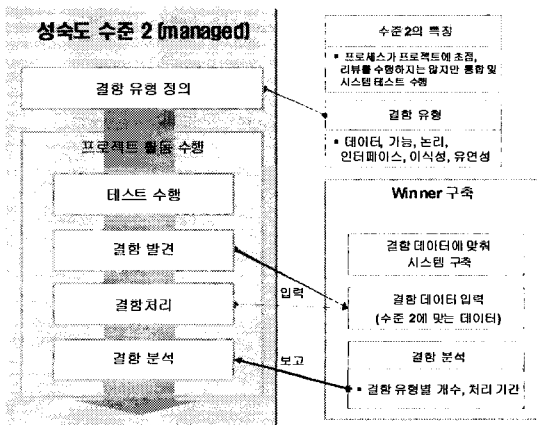 성숙도 수준 2 (managed)
결함 유형 정의
프로젝트 활동 수행
테스트 수행
결함 발견
결함처리
결함 분석
입력
보고
수준 2의 특징
▪ 프로세스가 프로젝트에 초점,
리뷰를 수행하지는 않지만 통합 및
시스템 테스트 수행
결함 유형
▪ 데이터, 기능, 논리,
인터페이스, 이식성, 유연성
Winner 구축
결함 데이터에 맞춰
시스템 구축
결함 데이터 입력
(수준 2에 맞는 데이터)
결함 분석
▪ 결함 유형별 개수, 처리 기간